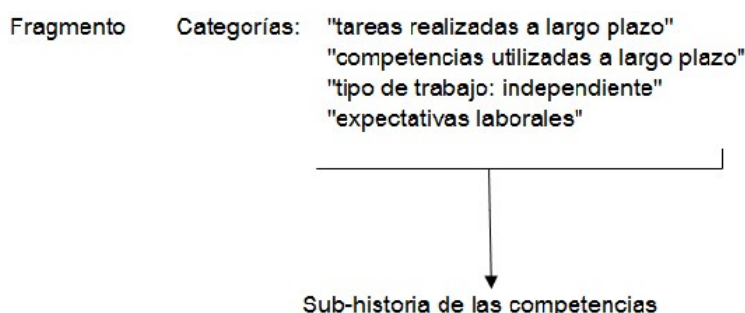 Fragmento Categorías: "tareas realizadas a largo plazo"
"competencias utilizadas a largo plazo"
"tipo de trabajo: independiente"
"expectativas laborales"
Sub-historia de las competencias